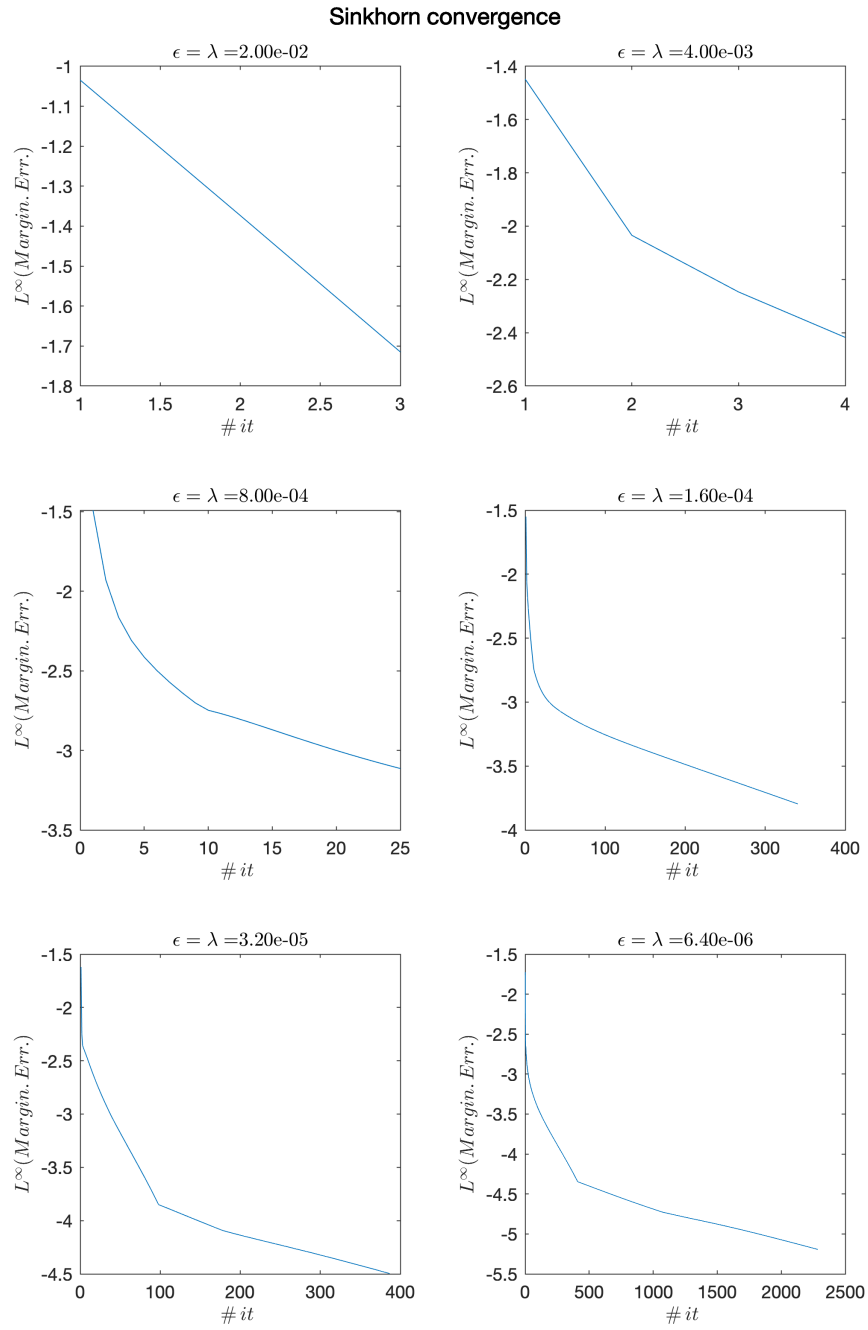 Sinkhorn convergence
ϵ = λ =2.00e-02
-1
-1.1
-1.2
-1.3
-1.4
-1.5
-1.6
-1.7
-1.8
L∞(Margin. Err.)
1 1.5 2 2.5 3
# it
ϵ = λ =4.00e-03
-1.4
-1.6
-1.8
-2
-2.2
-2.4
-2.6
L∞(Margin. Err.)
1 2 3 4
# it
ϵ = λ =8.00e-04
-1.5
-2
-2.5
-3
-3.5
L∞(Margin. Err.)
0 5 10 15 20 25
# it
ϵ = λ =1.60e-04
-1.5
-2
-2.5
-3
-3.5
-4
L∞(Margin. Err.)
0 100 200 300 400
# it
ϵ = λ =3.20e-05
-1.5
-2
-2.5
-3
-3.5
-4
-4.5
L∞(Margin. Err.)
0 100 200 300 400
# it
ϵ = λ =6.40e-06
-1.5
-2
-2.5
-3
-3.5
-4
-4.5
-5
-5.5
L∞(Margin. Err.)
0 500 1000 1500 2000 2500
# it